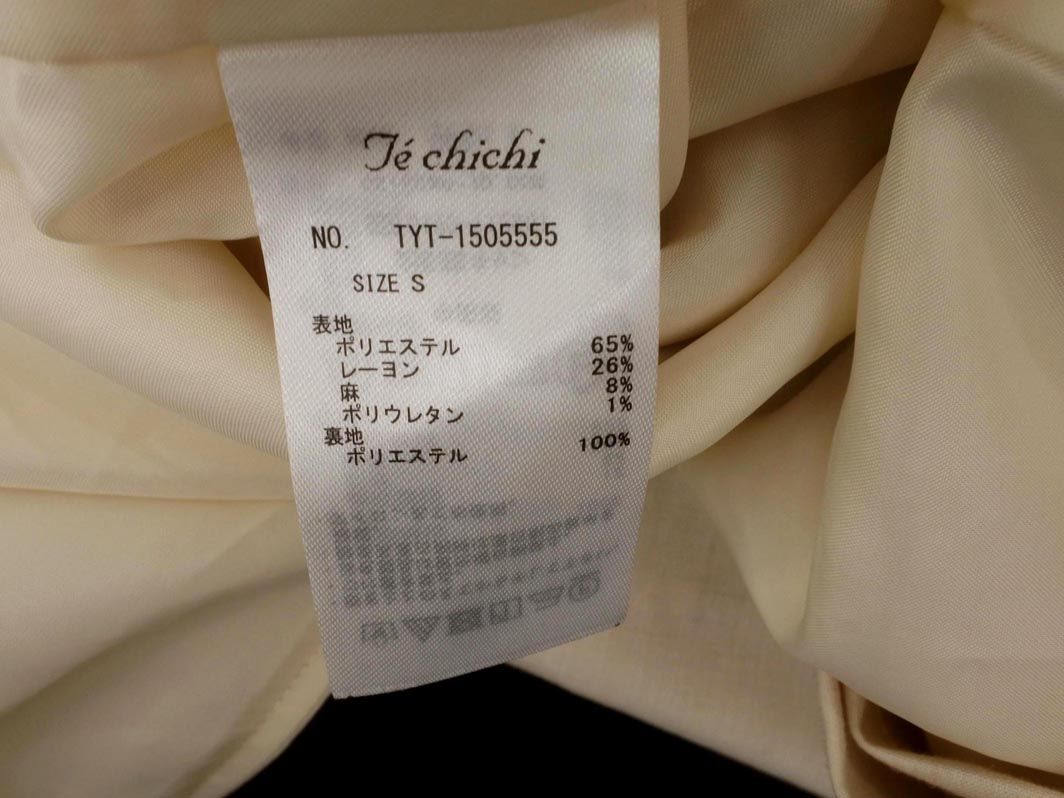 Té chichi
NO. TYT-1505555
SIZE S
表地
ポリエステル 65%
レーヨン 26%
麻 8%
ポリウレタン 1%
裏地
ポリエステル 100%